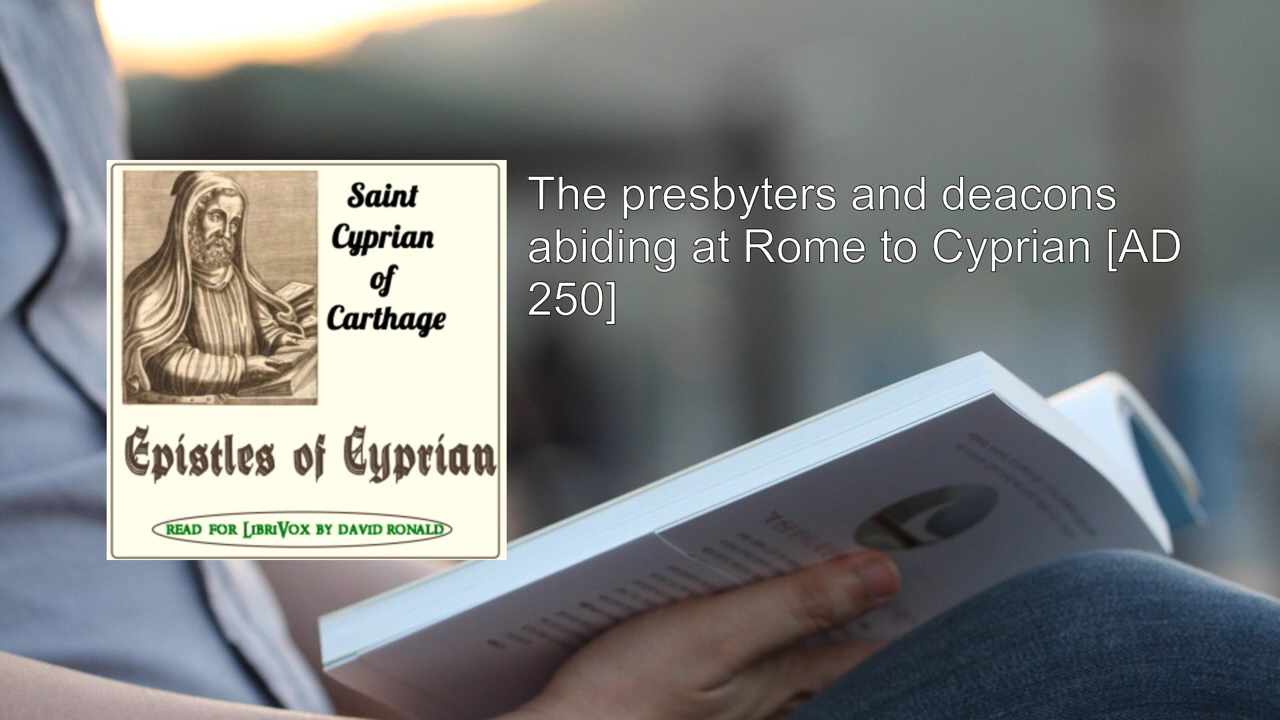 Saint
Cyprian
of
Carthage
Epistles of Cyprian
READ FOR LIBRIVOX BY DAVID RONALD
The presbyters and deacons
abiding at Rome to Cyprian [AD
250]